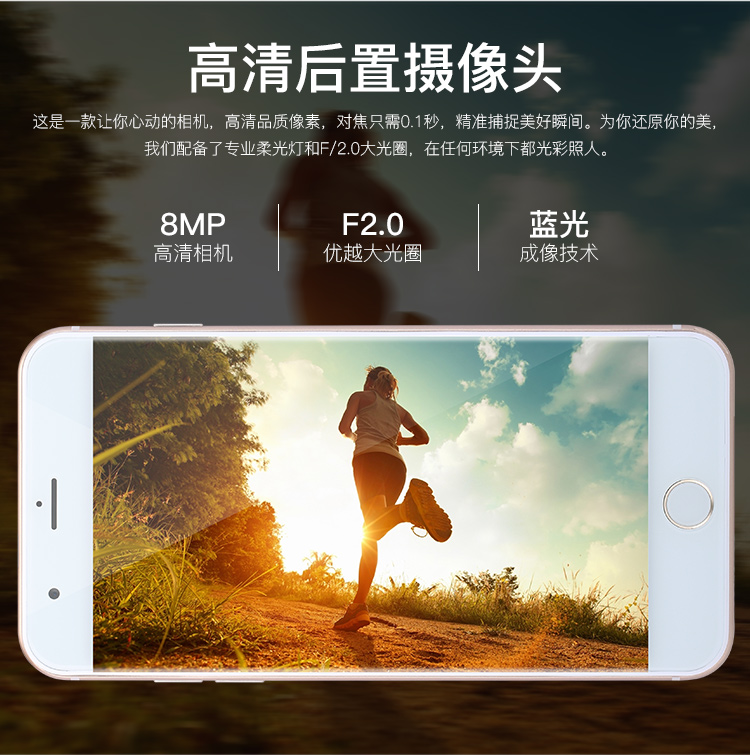 高清后置摄像头
这是一款让你心动的相机，高清品质像素，对焦只需0.1秒，精准捕捉美好瞬间。为你还原你的美，
我们配备了专业柔光灯和F/2.0大光圈，在任何环境下都光彩照人。
8MP
高清相机
F2.0
优越大光圈
蓝光
成像技术